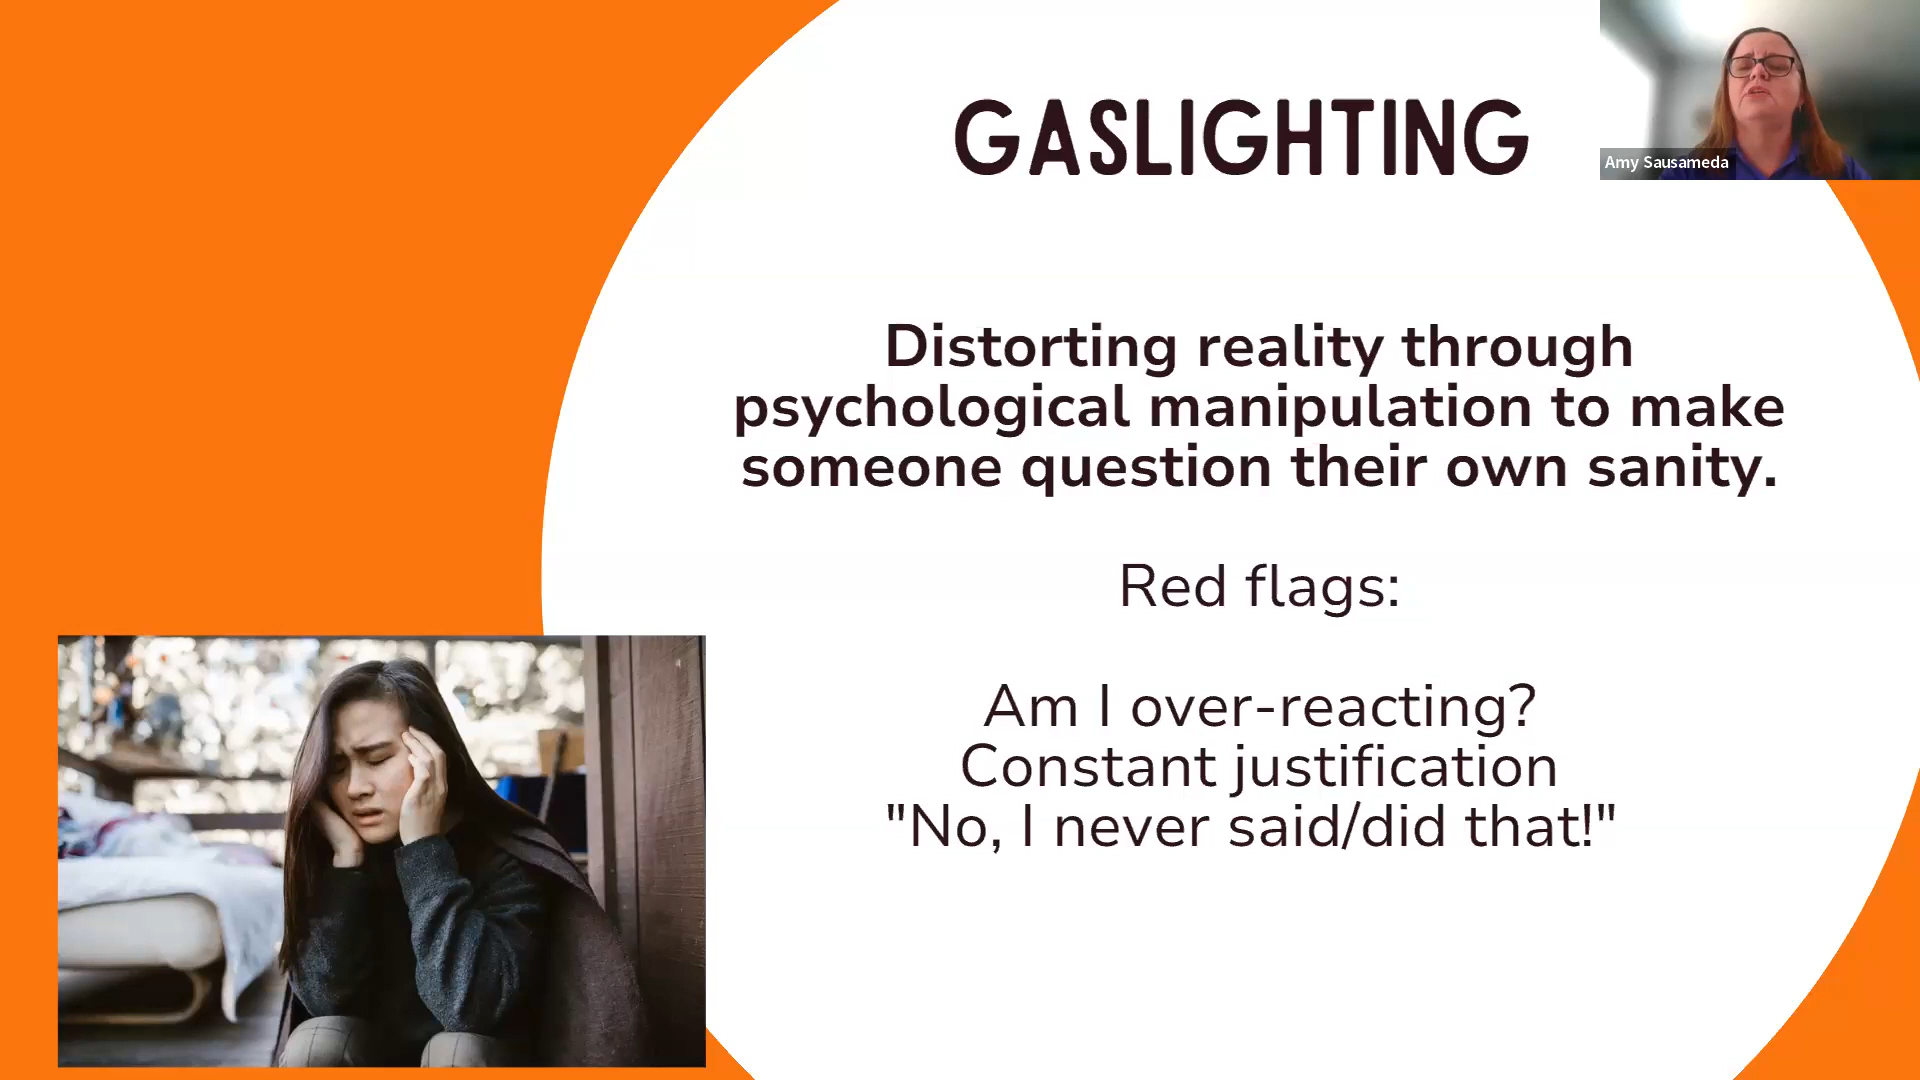 GASLIGHTING
Amy Sausameda
Distorting reality through
psychological manipulation to make
someone question their own sanity.
Red flags:
Am I over-reacting?
Constant justification
"No, I never said/did that!"